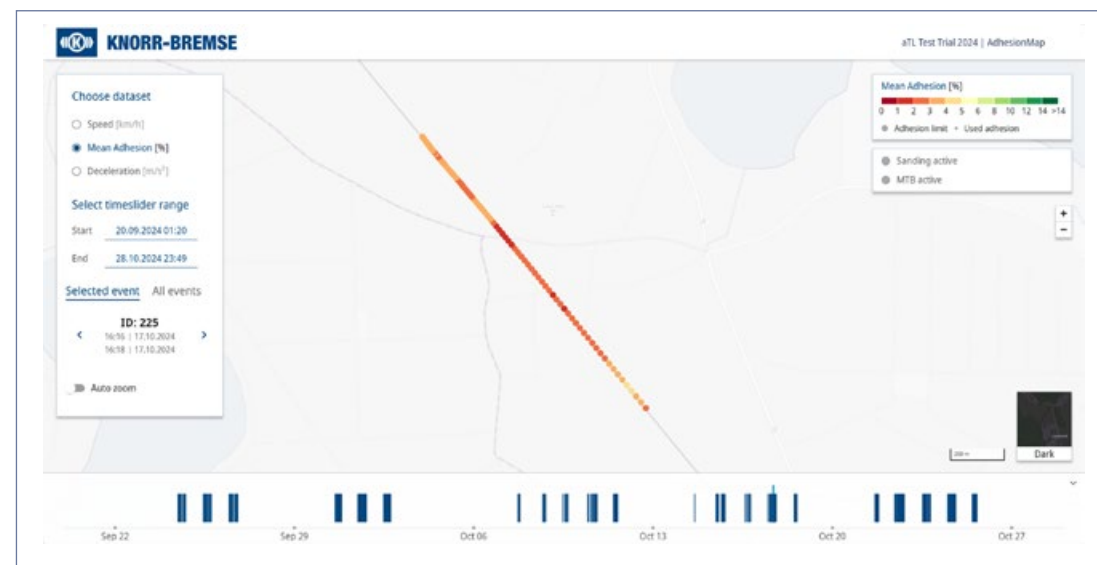 KNORR-BREMSE
aTL Test Trial 2024 | AdhesionMap
Choose dataset
Speed [km/h]
Mean Adhesion [%]
Deceleration [m/s²]
Select timeslider range
Start 20.09.2024 01:20
End 28.10.2024 23:49
Selected event All events
ID: 225
16:16 | 17.10.2024
16:18 | 17.10.2024
Auto zoom
Mean Adhesion [%]
0 1 2 3 4 5 6 8 10 12 14 >14
Adhesion limit Used adhesion
Sanding active
MTB active
+
−
Dark
Sep 22 Sep 29 Oct 06 Oct 13 Oct 20 Oct 27